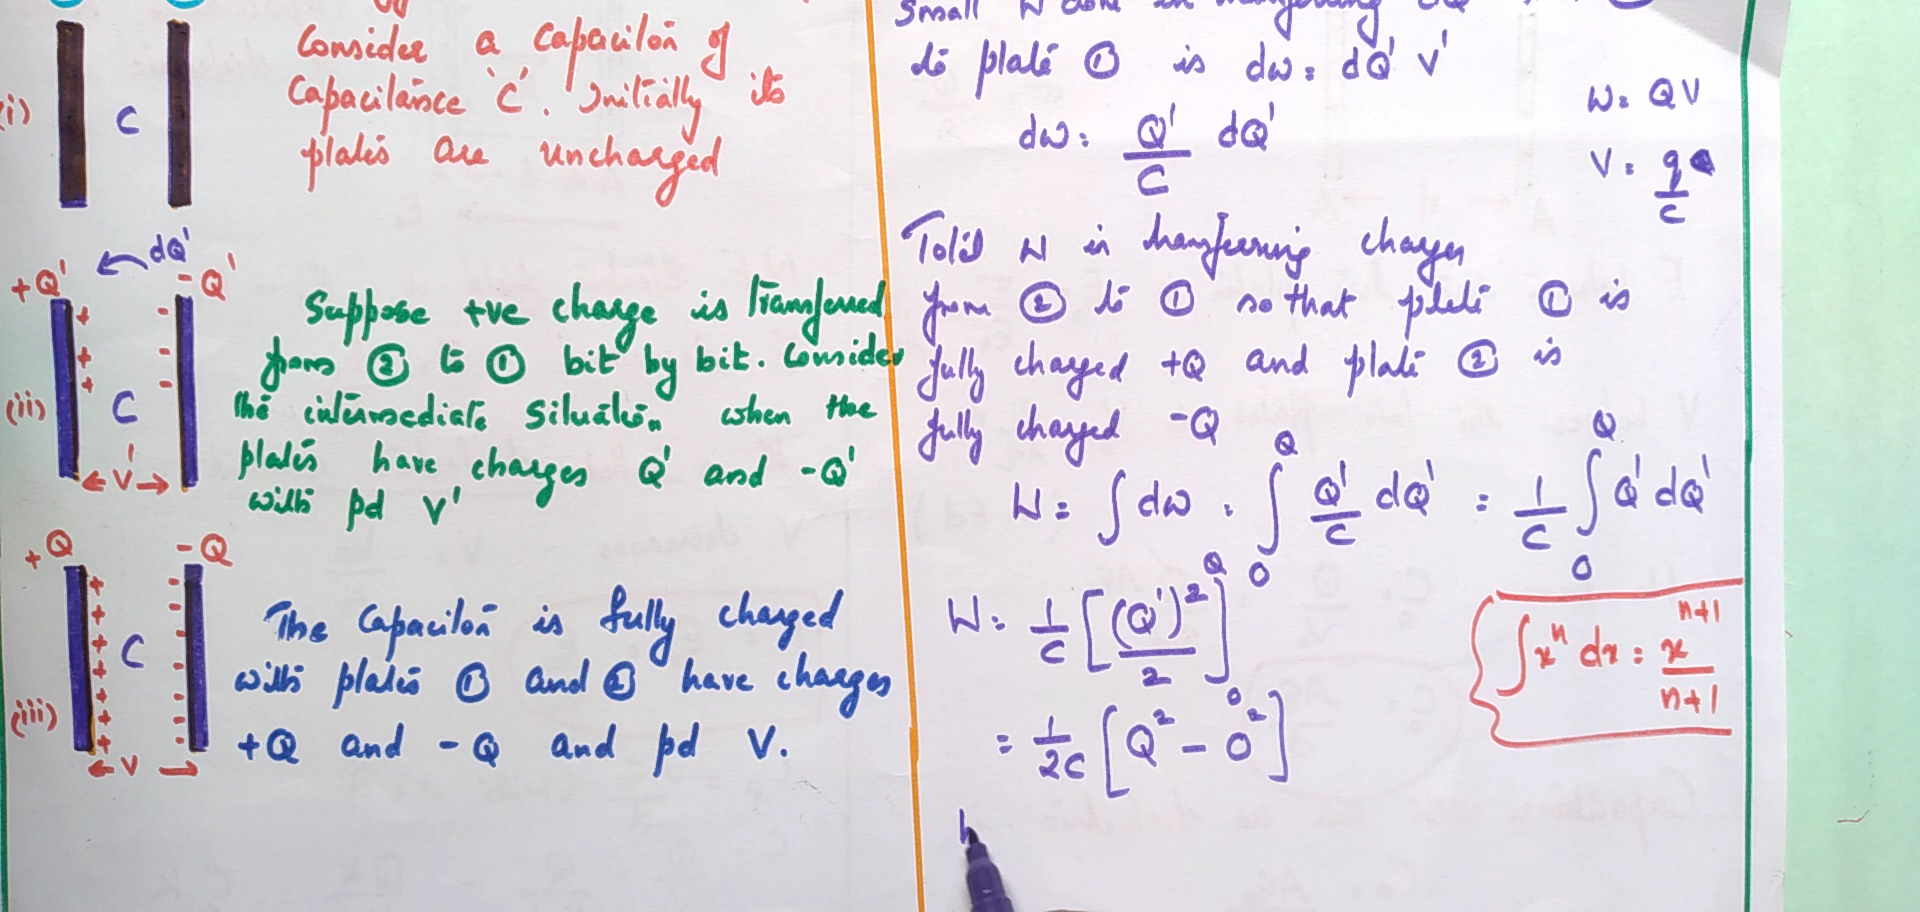 Consider a Capacitor of
Capacitance 'C'. Initially its
plates are uncharged
(i)
C
dQ'
+Q'
-Q'
Suppose +ve charge is transferred
from ② to ① bit by bit. Consider
the intermediate situation when the
plates have charges Q' and -Q'
with pd V'
(ii)
C
V'
+Q
-Q
The Capacitor is fully charged
with plates ① and ② have charges
+Q and -Q and pd V.
(iii)
C
V
Small W done in transferring
to plate ① is dw = dQ' V'
dw = Q'/C dQ'
W = QV
V = q/C
Total W in transferring charges
from ② to ① so that plate ① is
fully charged +Q and plate ② is
fully charged -Q
W = ∫ dw = ∫₀^Q Q'/C dQ' = 1/C ∫₀^Q Q' dQ'
W = 1/C [(Q')²/2]₀^Q
∫xⁿ dx = xⁿ⁺¹/n+1
= 1/2C [Q² - 0²]